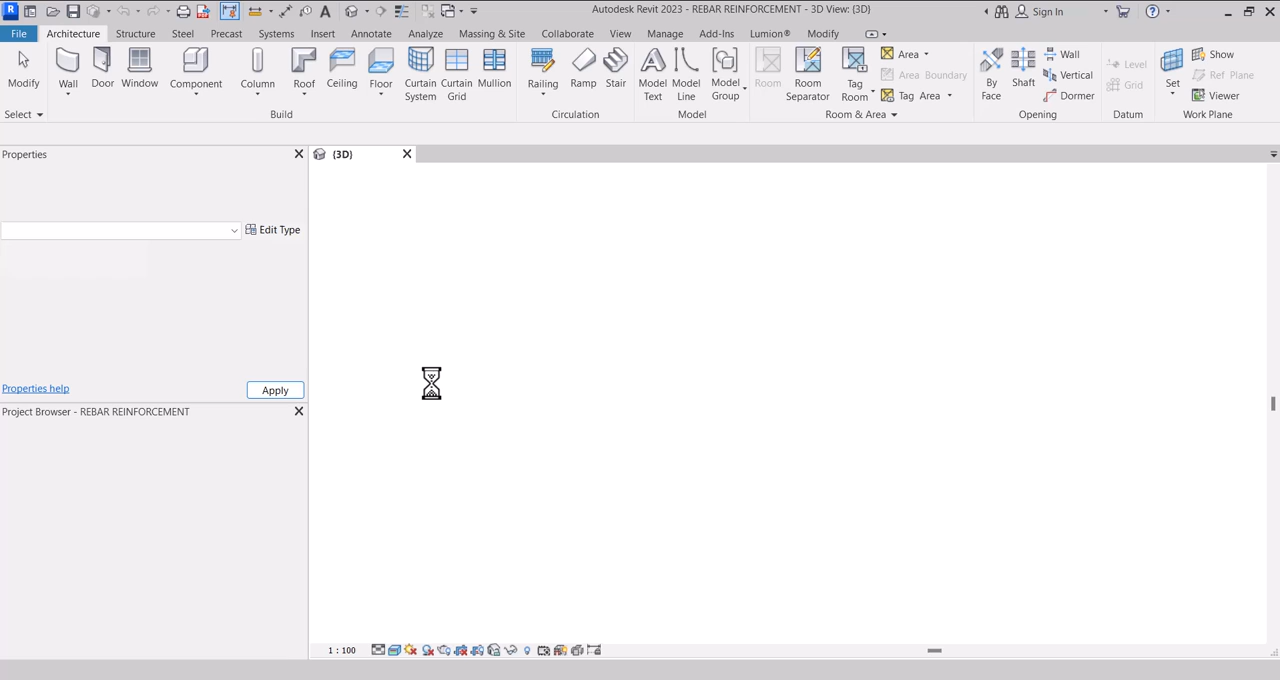 Autodesk Revit 2023 - REBAR REINFORCEMENT - 3D View: {3D}
Sign In
File Architecture Structure Steel Precast Systems Insert Annotate Analyze Massing & Site Collaborate View Manage Add-Ins Lumion® Modify
Modify Wall Door Window Component Column Roof Ceiling Floor Curtain System Curtain Grid Mullion Railing Ramp Stair Model Text Model Line Model Group Room Room Separator Tag Room
Area
Area Boundary
Tag Area
By Face Shaft
Wall
Vertical
Dormer
Level
Grid
Set
Show
Ref Plane
Viewer
Select Build Circulation Model Room & Area Opening Datum Work Plane
Properties
{3D}
Edit Type
Properties help
Apply
Project Browser - REBAR REINFORCEMENT
1 : 100